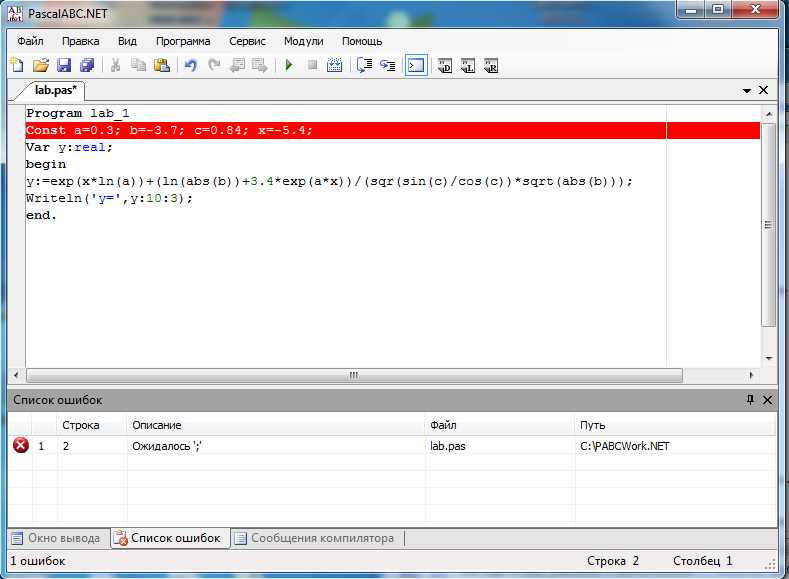 PascalABC.NET
Файл Правка Вид Программа Сервис Модули Помощь
lab.pas*
Program lab_1
Const a=0.3; b=-3.7; c=0.84; x=-5.4;
Var y:real;
begin
y:=exp(x*ln(a))+(ln(abs(b))+3.4*exp(a*x))/(sqr(sin(c)/cos(c))*sqrt(abs(b)));
Writeln('y=',y:10:3);
end.
Список ошибок
Строка Описание Файл Путь
1 2 Ожидалось ';' lab.pas C:\PABCWork.NET
Окно вывода Список ошибок Сообщения компилятора
1 ошибок Строка 2 Столбец 1